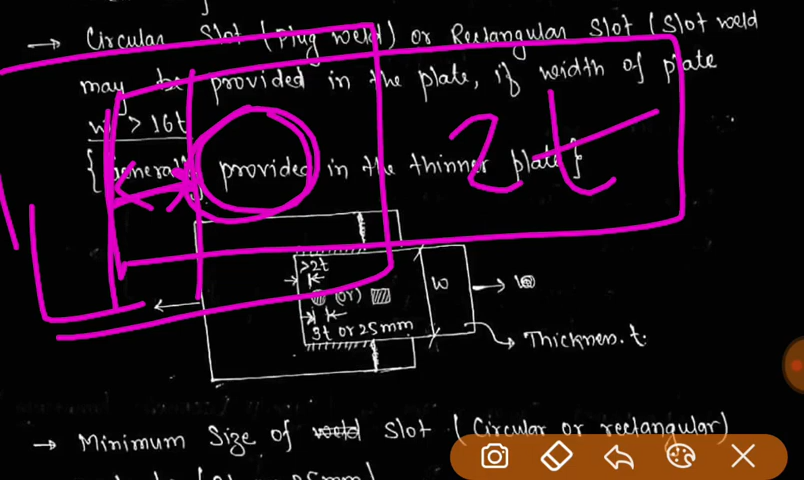 → Circular Slot (Plug weld) or Rectangular Slot (Slot weld
may be provided in the plate, if width of plate
w > 16t
{ generally provided in the thinner plate }
2t
>2t
(or)
w
3t or 25mm
→ Thickness. t.
→ Minimum Size of slot (Circular or rectangular)